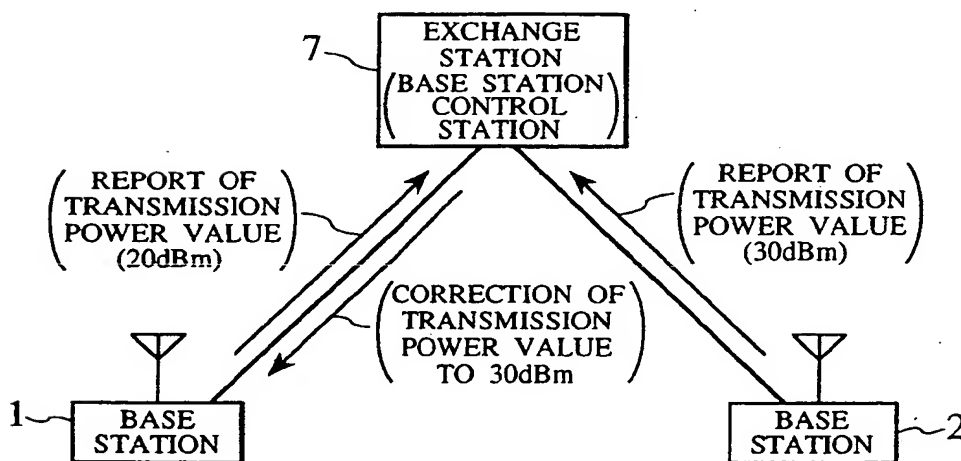 7
EXCHANGE
STATION
(BASE STATION
CONTROL
STATION)
(REPORT OF
TRANSMISSION
POWER VALUE
(20dBm))
(REPORT OF
TRANSMISSION
POWER VALUE
(30dBm))
(CORRECTION OF
TRANSMISSION
POWER VALUE
TO 30dBm)
1
BASE
STATION
BASE
STATION
2